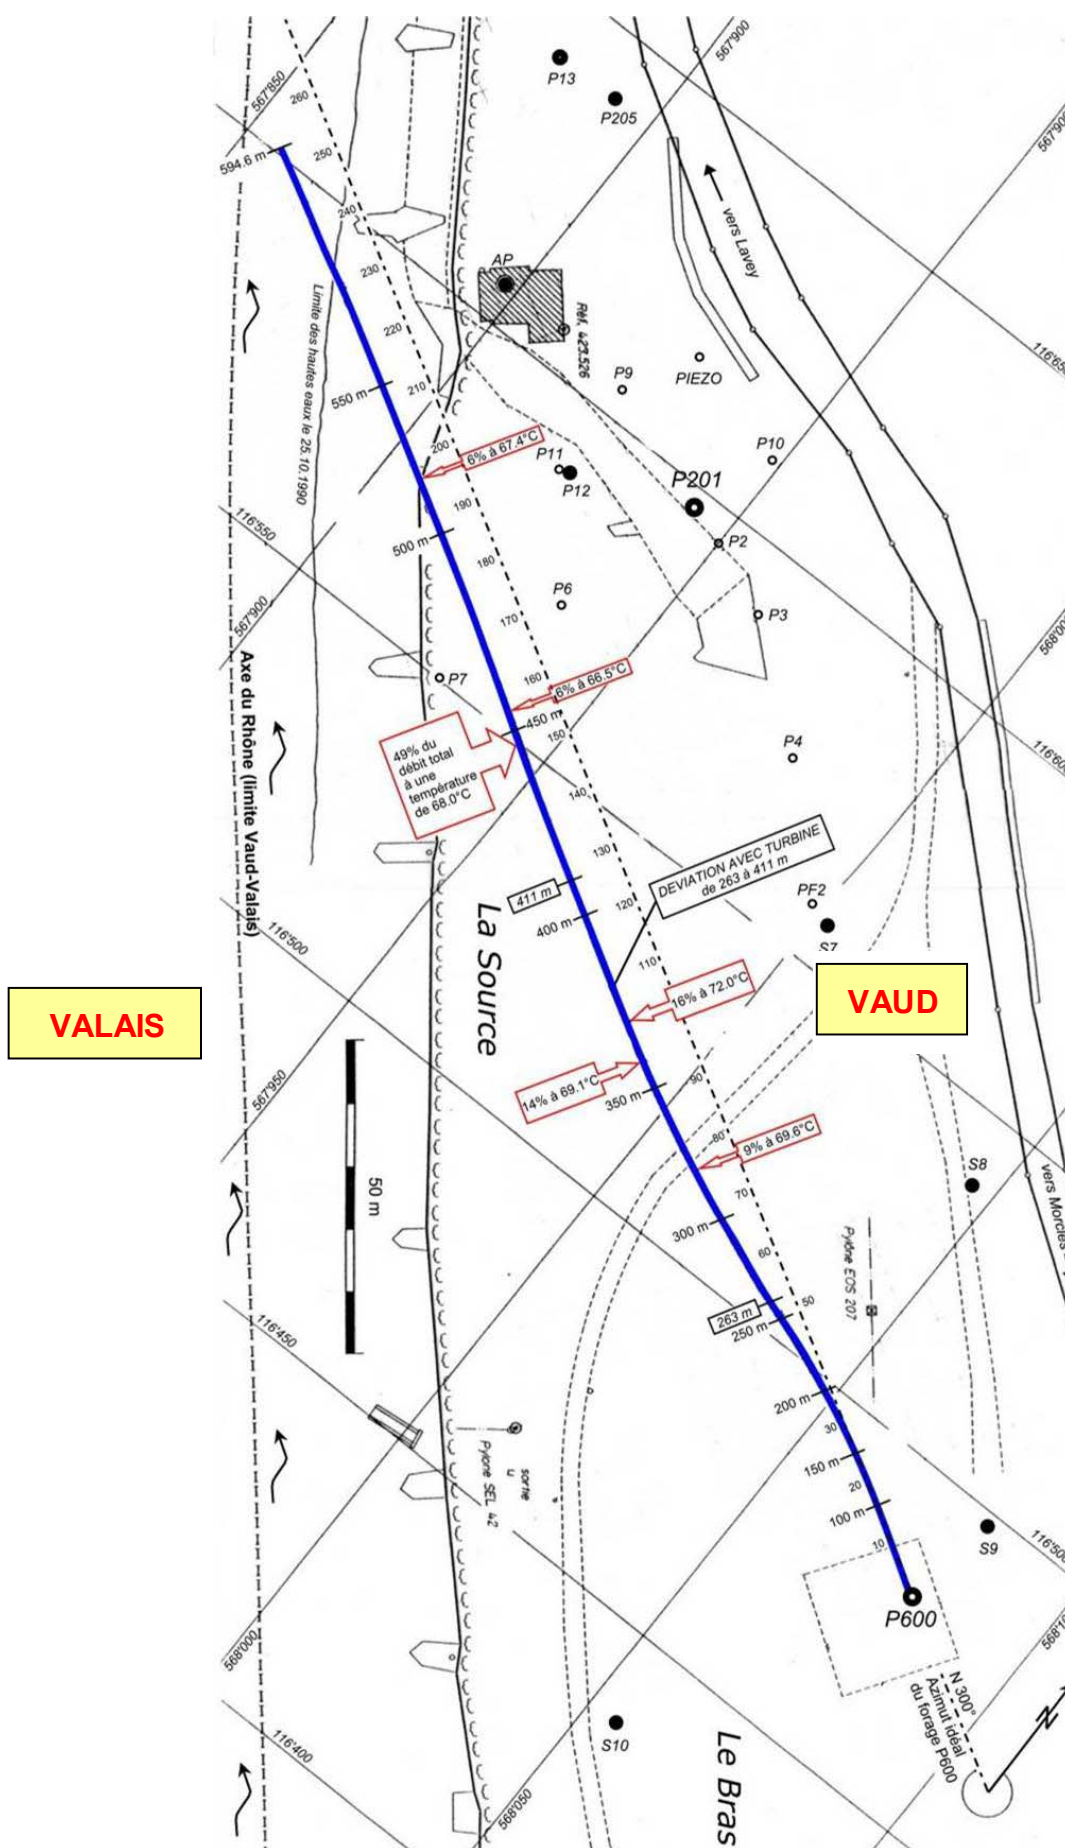 567'900
567'850
260
P13
P205
567'900
250
594.6 m
240
vers Lavey
AP
230
Réf. 423.526
220
Limite des hautes eaux le 25.10.1990
P9
PIEZO
550 m
210
200
6% à 67.4°C
P11
P12
P10
P201
190
116'550
500 m
P2
180
P6
P3
170
567'900
Axe du Rhône (limite Vaud-Valais)
160
6% à 66.5°C
P7
450 m
150
49% du
débit total
à une
température
de 68.0°C
P4
140
130
DEVIATION AVEC TURBINE
de 263 à 411 m
411 m
120
PF2
400 m
S7
La Source
116'500
110
VALAIS
VAUD
16% à 72.0°C
90
14% à 69.1°C
350 m
567'950
80
9% à 69.6°C
50 m
70
S8
300 m
60
Pylône EOS 207
50
263 m
250 m
116'450
200 m
30
Pylone SEL 42
sortie
150 m
20
100 m
S9
116'500
10
P600
568'000
N 300°
Azimut idéal
du forage P600
N
S10
116'400
Le Bras
568'050